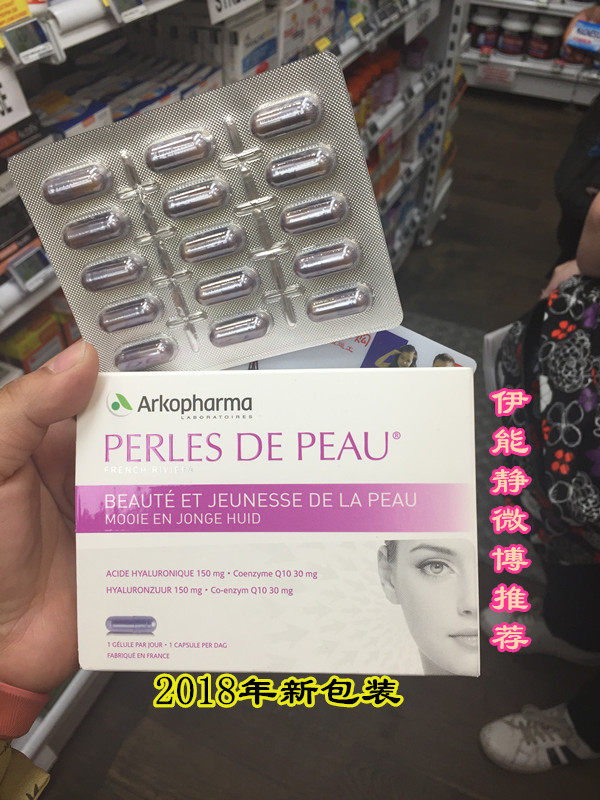 Arkopharma
LABORATOIRES
PERLES DE PEAU®
FRENCH RIVIERA
BEAUTÉ ET JEUNESSE DE LA PEAU
MOOIE EN JONGE HUID
ACIDE HYALURONIQUE 150 mg • Coenzyme Q10 30 mg
HYALURONZUUR 150 mg • Co-enzym Q10 30 mg
1 GÉLULE PAR JOUR • 1 CAPSULE PER DAG
FABRIQUÉ EN FRANCE
伊能静微博推荐
2018年新包装